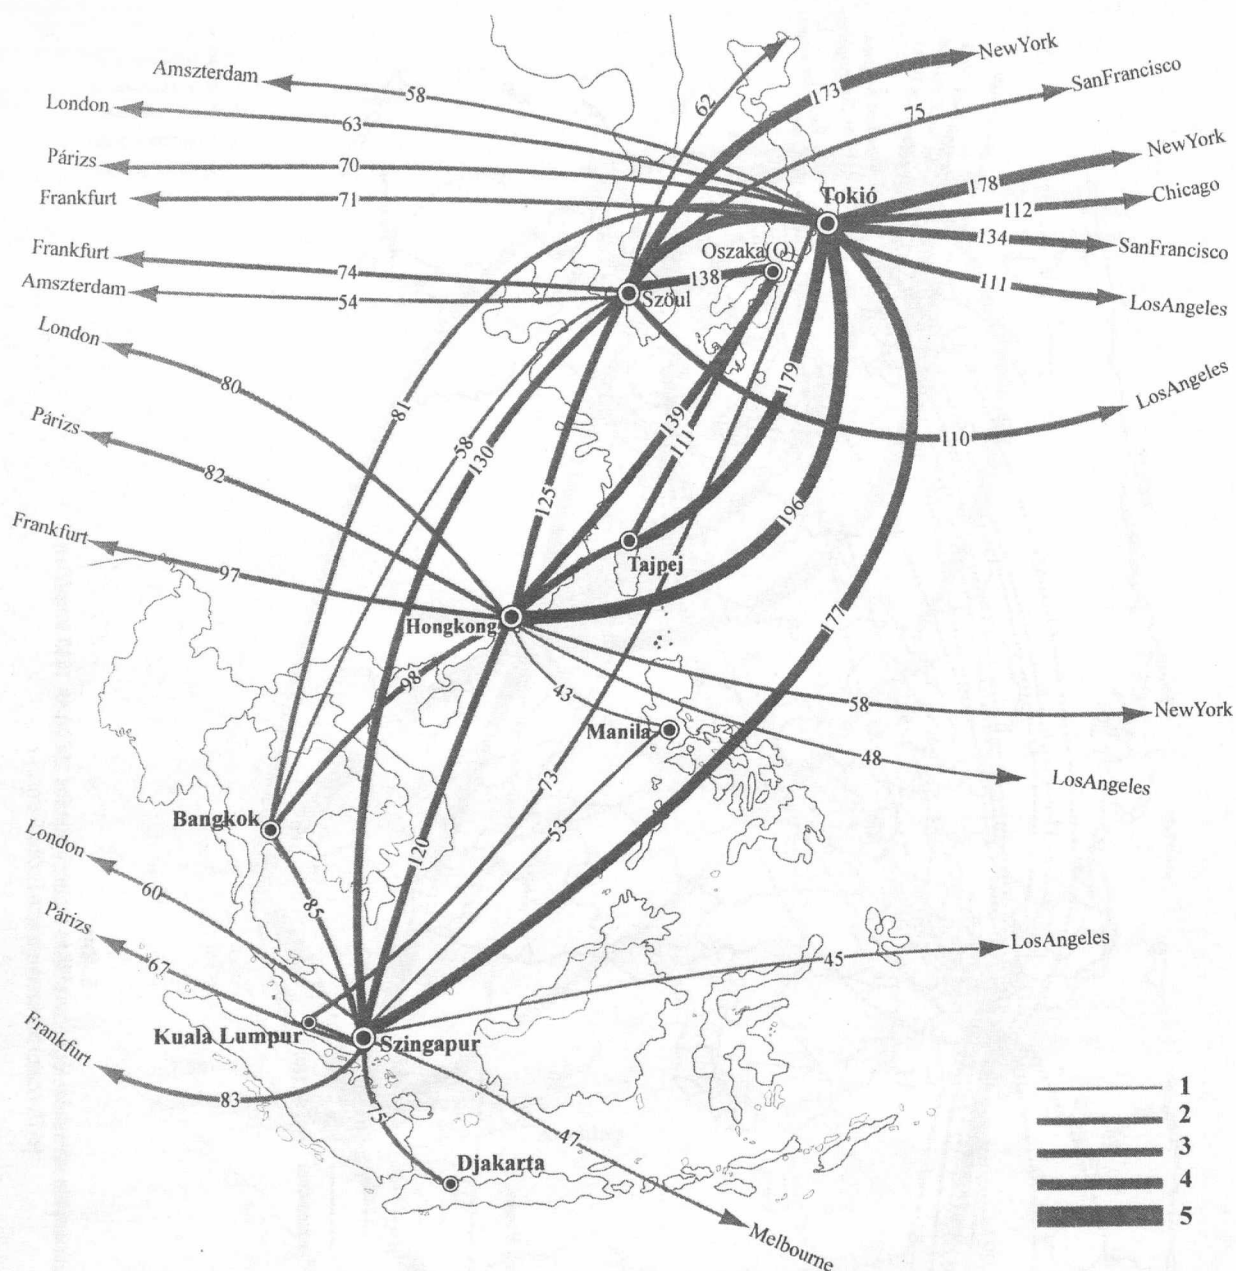 NewYork
173
SanFrancisco
75
62
Amszterdam
58
London
63
Párizs
70
Frankfurt
71
NewYork
178
Tokió
Chicago
112
134
SanFrancisco
111
LosAngeles
Oszaka(O)
138
Szöul
Frankfurt
74
Amszterdam
54
London
80
Párizs
82
Frankfurt
97
81
58
130
125
139
111
179
196
177
LosAngeles
110
Tajpej
Hongkong
98
43
Manila
58
NewYork
48
LosAngeles
73
53
120
Bangkok
85
London
60
Párizs
67
Frankfurt
83
Kuala Lumpur
Szingapur
45
LosAngeles
75
Djakarta
47
Melbourne
1
2
3
4
5